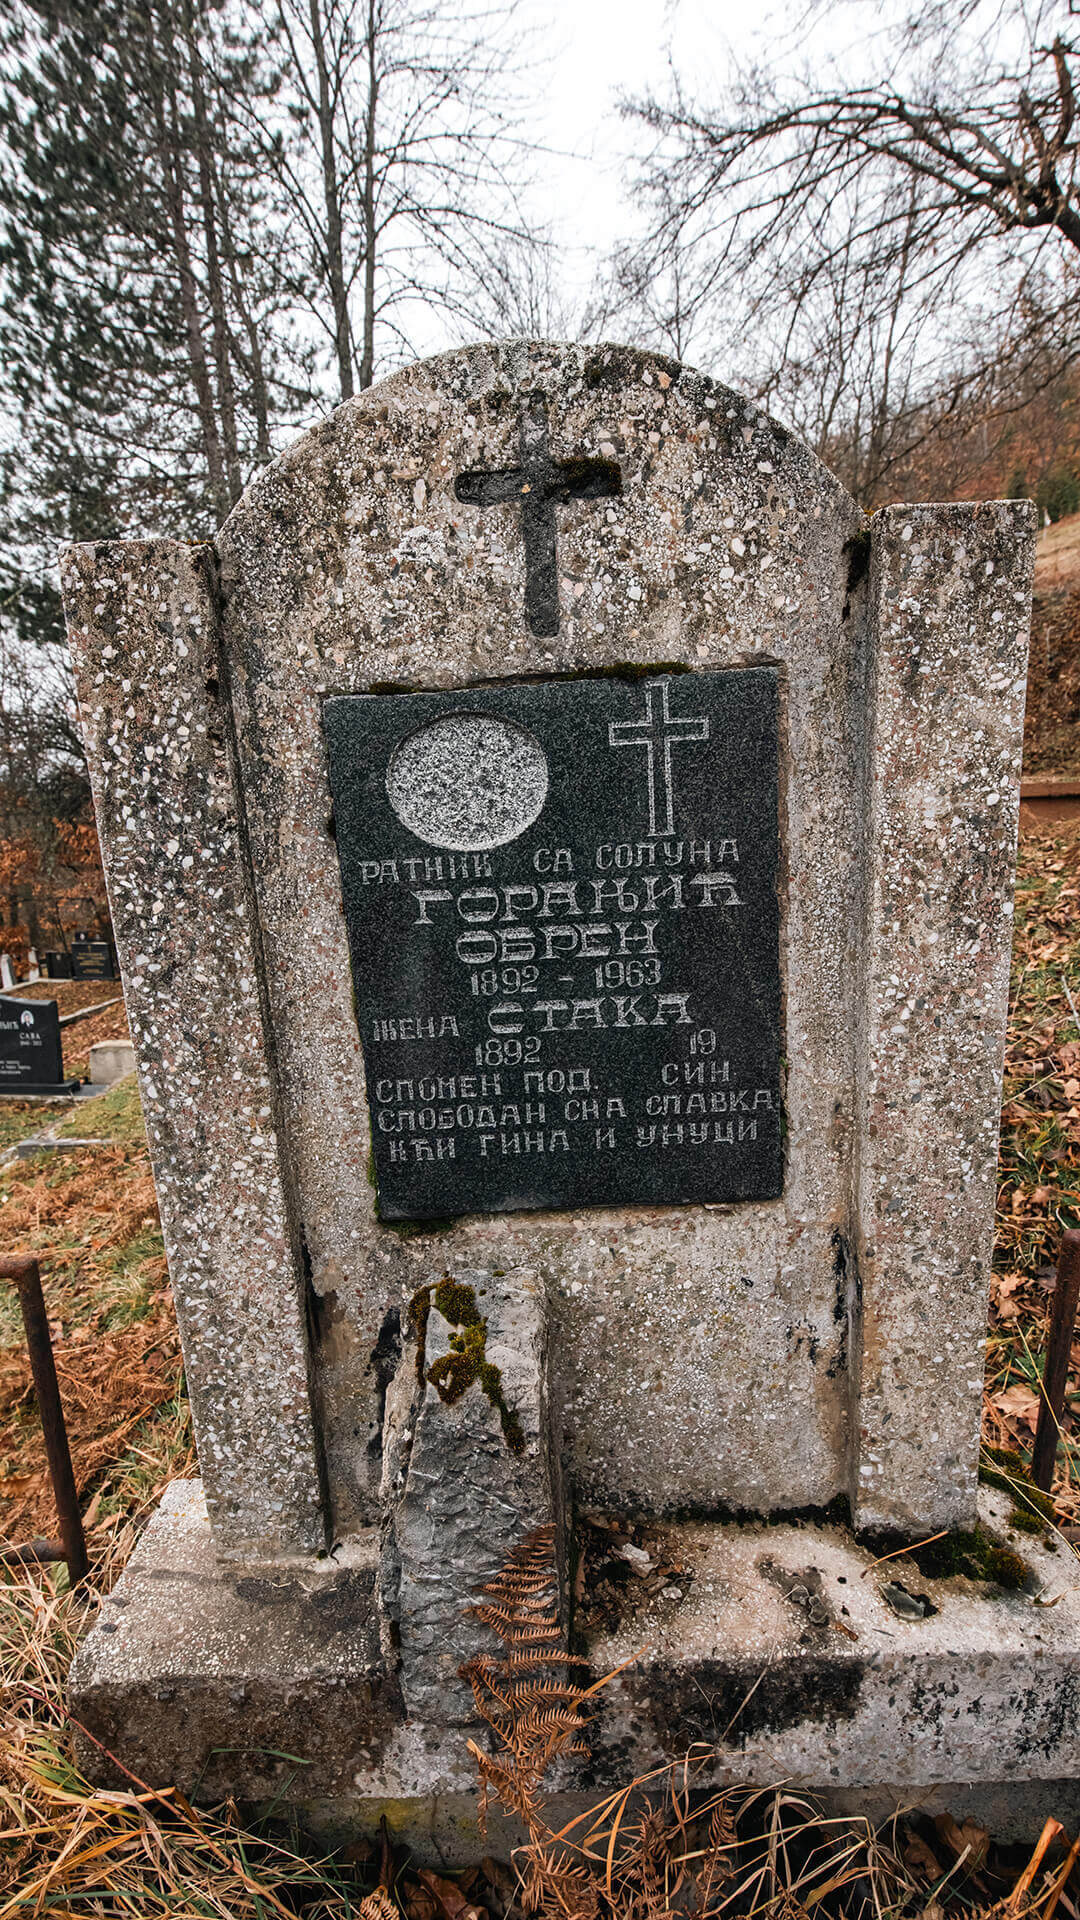 РАТНИК СА СОЛУНА
ГОРАЊИЋ
ОБРЕН
1892 - 1963
ЖЕНА СТАКА
1892 19
СПОМЕН ПОД. СИН
СЛОБОДАН СНА СЛАВКА
КЋИ ГИНА И УНУЦИ
САВА